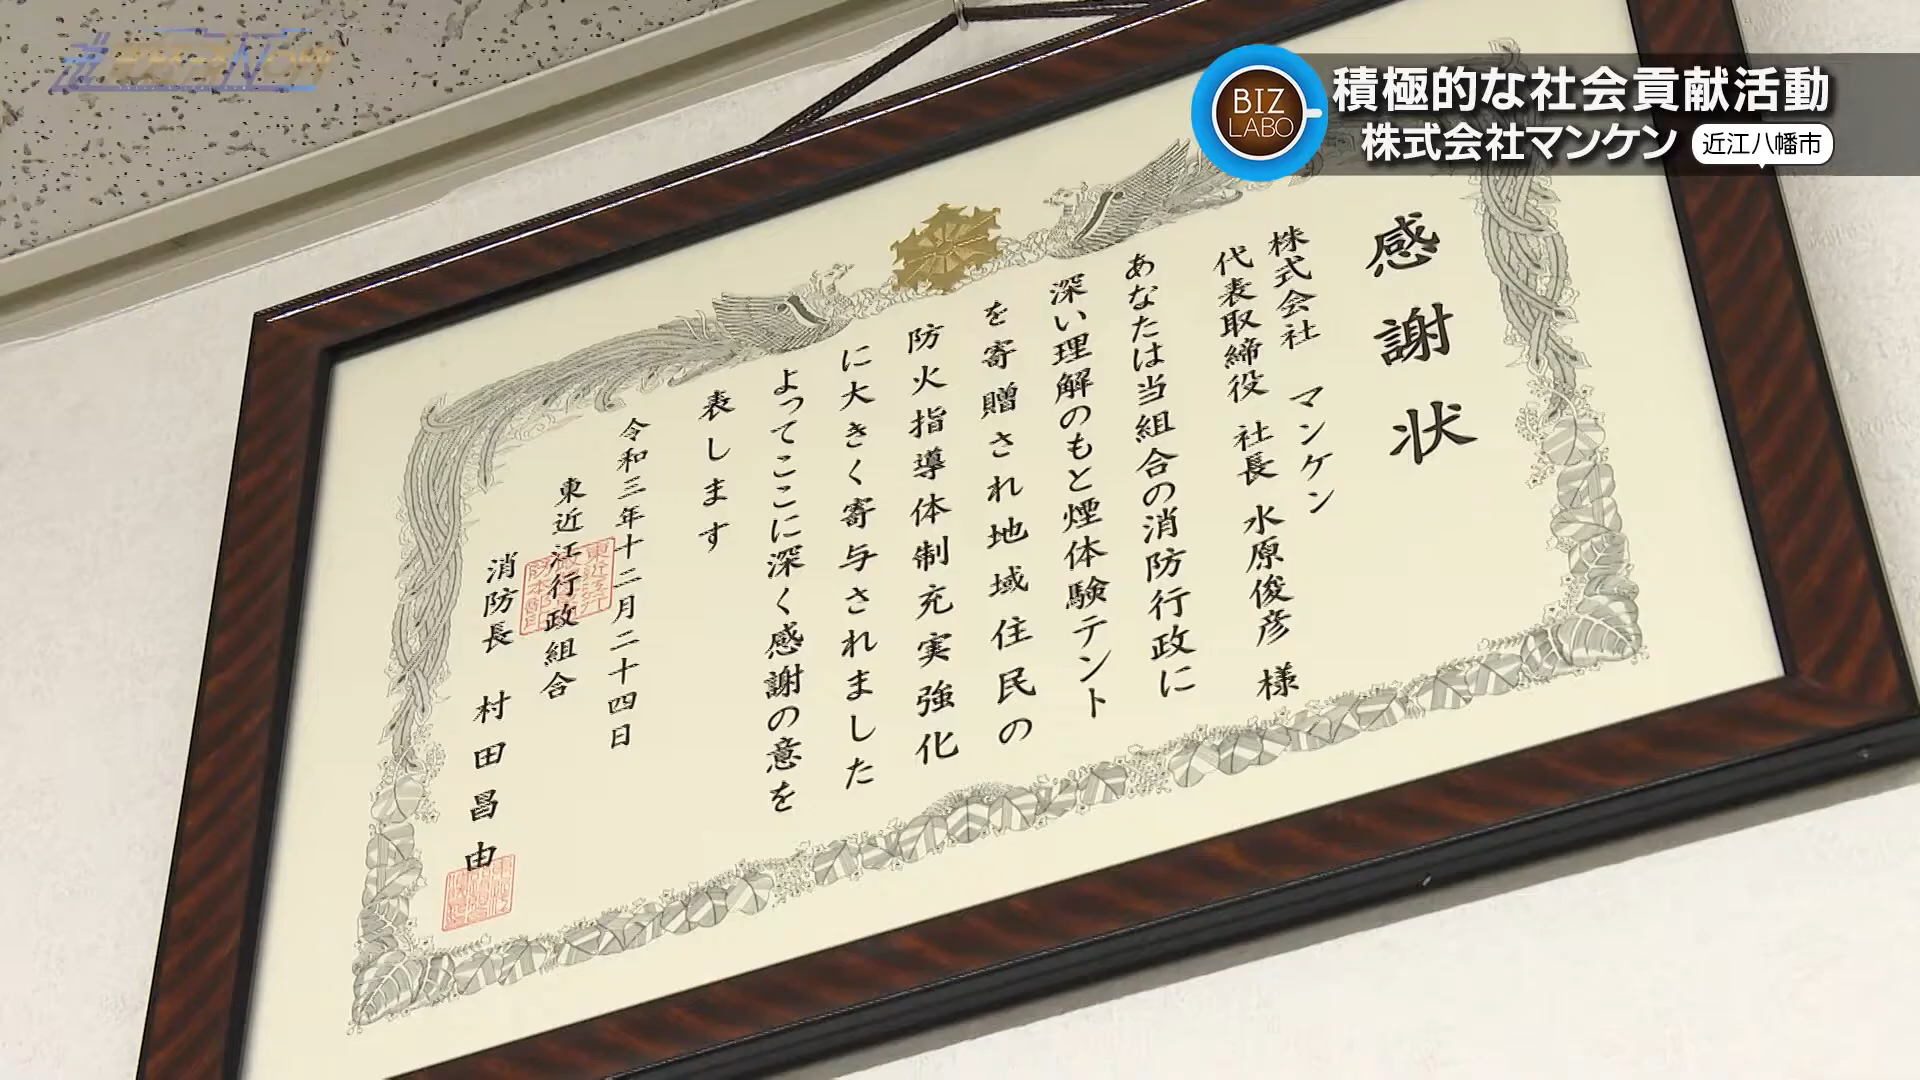 BIZ
LABO
積極的な社会貢献活動
株式会社マンケン
近江八幡市
感謝状
株式会社 マンケン
代表取締役 社長 水原俊彦 様
あなたは当組合の消防行政に
深い理解のもと煙体験テント
を寄贈され地域住民の
防火指導体制充実強化
に大きく寄与されました
よってここに深く感謝の意を
表します
令和三年十二月二十四日
東近江行政組合
消防長 村田昌由